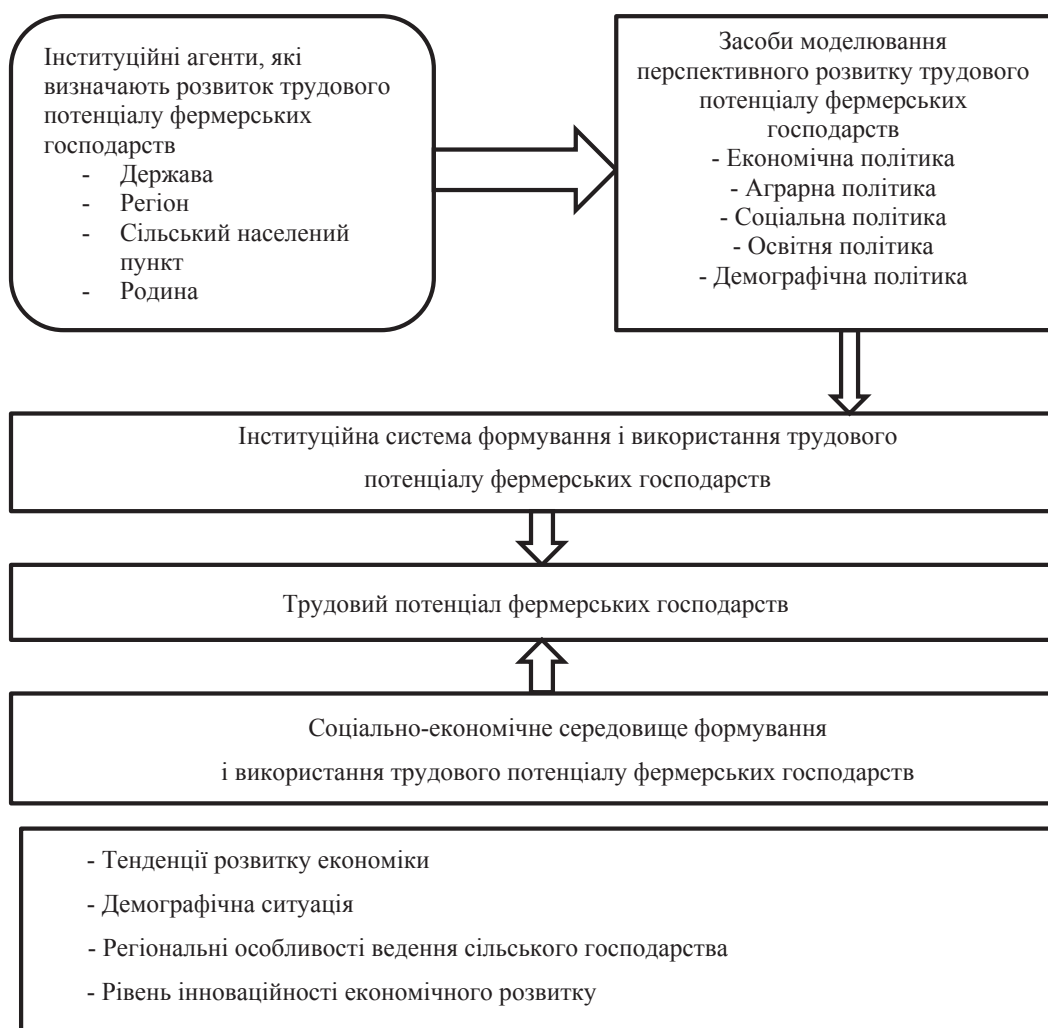 Інституційні агенти, які
визначають розвиток трудового
потенціалу фермерських
господарств
- Держава
- Регіон
- Сільський населений
пункт
- Родина
Засоби моделювання
перспективного розвитку трудового
потенціалу фермерських
господарств
- Економічна політика
- Аграрна політика
- Соціальна політика
- Освітня політика
- Демографічна політика
Інституційна система формування і використання трудового
потенціалу фермерських господарств
Трудовий потенціал фермерських господарств
Соціально-економічне середовище формування
і використання трудового потенціалу фермерських господарств
- Тенденції розвитку економіки
- Демографічна ситуація
- Регіональні особливості ведення сільського господарства
- Рівень інноваційності економічного розвитку